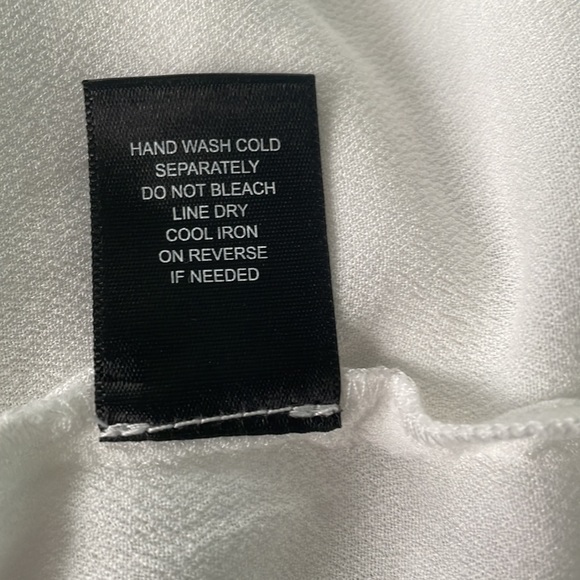 HAND WASH COLD
SEPARATELY
DO NOT BLEACH
LINE DRY
COOL IRON
ON REVERSE
IF NEEDED